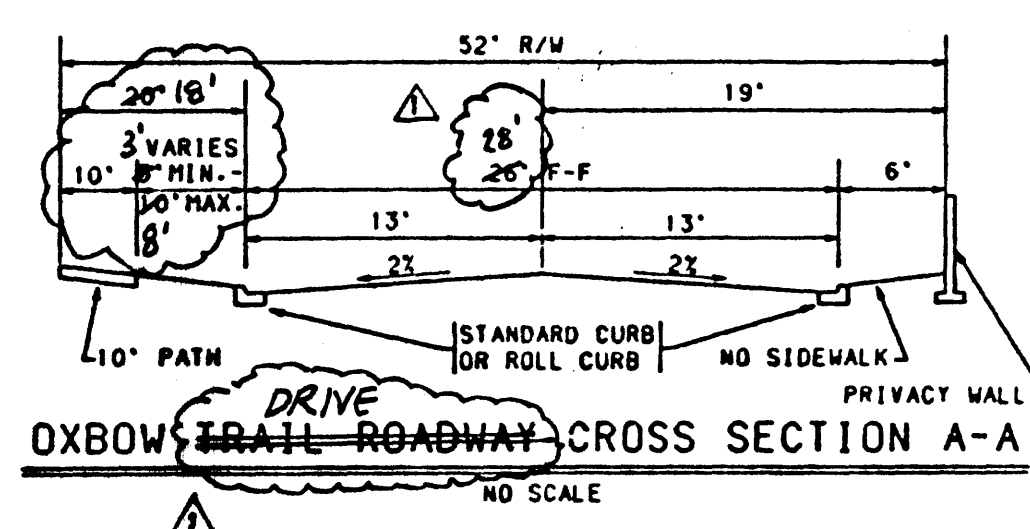 52' R/W
20' 18'
1
19'
3' VARIES
28'
10' 5' MIN.- 26' F-F 6'
10' MAX.
8'
13' 13'
2% 2%
STANDARD CURB
OR ROLL CURB
10' PATH
NO SIDEWALK
PRIVACY WALL
DRIVE
OXBOW TRAIL ROADWAY CROSS SECTION A-A
NO SCALE